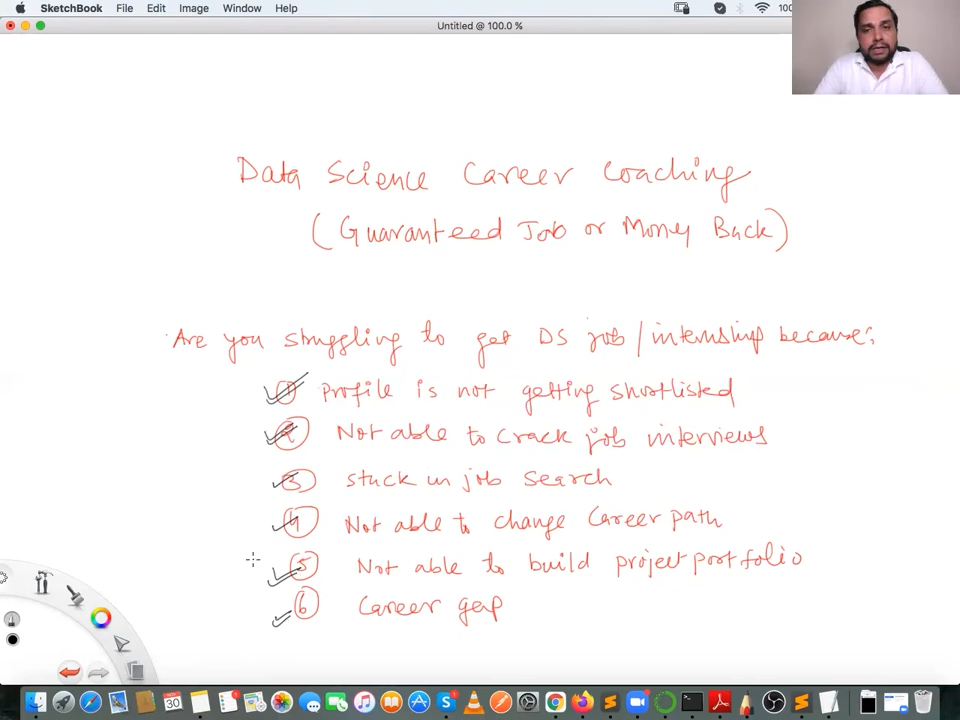 SketchBook File Edit Image Window Help 100
Untitled @ 100.0 %
Data Science Career Coaching
(Guaranteed Job or Money Back)
Are you struggling to get DS job/internship because:
1 Profile is not getting shortlisted
2 Not able to crack job interviews
3 stuck in job search
4 Not able to change Career path
5 Not able to build project portfolio
6 Career gap
30